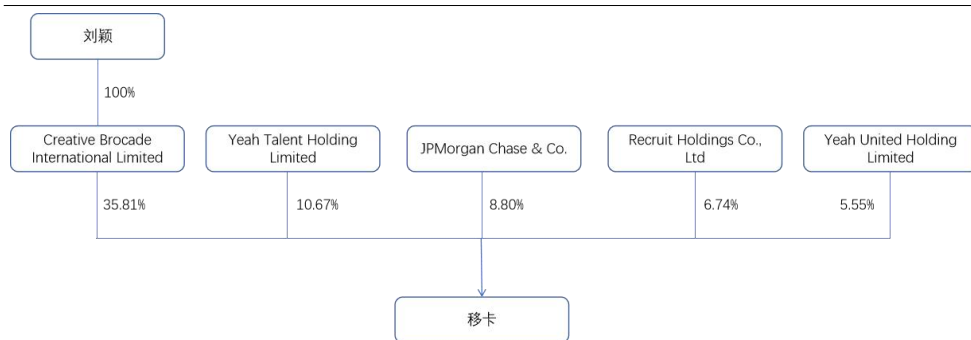 刘颖
100%
Creative Brocade
International Limited
Yeah Talent Holding
Limited
JPMorgan Chase & Co.
Recruit Holdings Co.,
Ltd
Yeah United Holding
Limited
35.81%
10.67%
8.80%
6.74%
5.55%
移卡